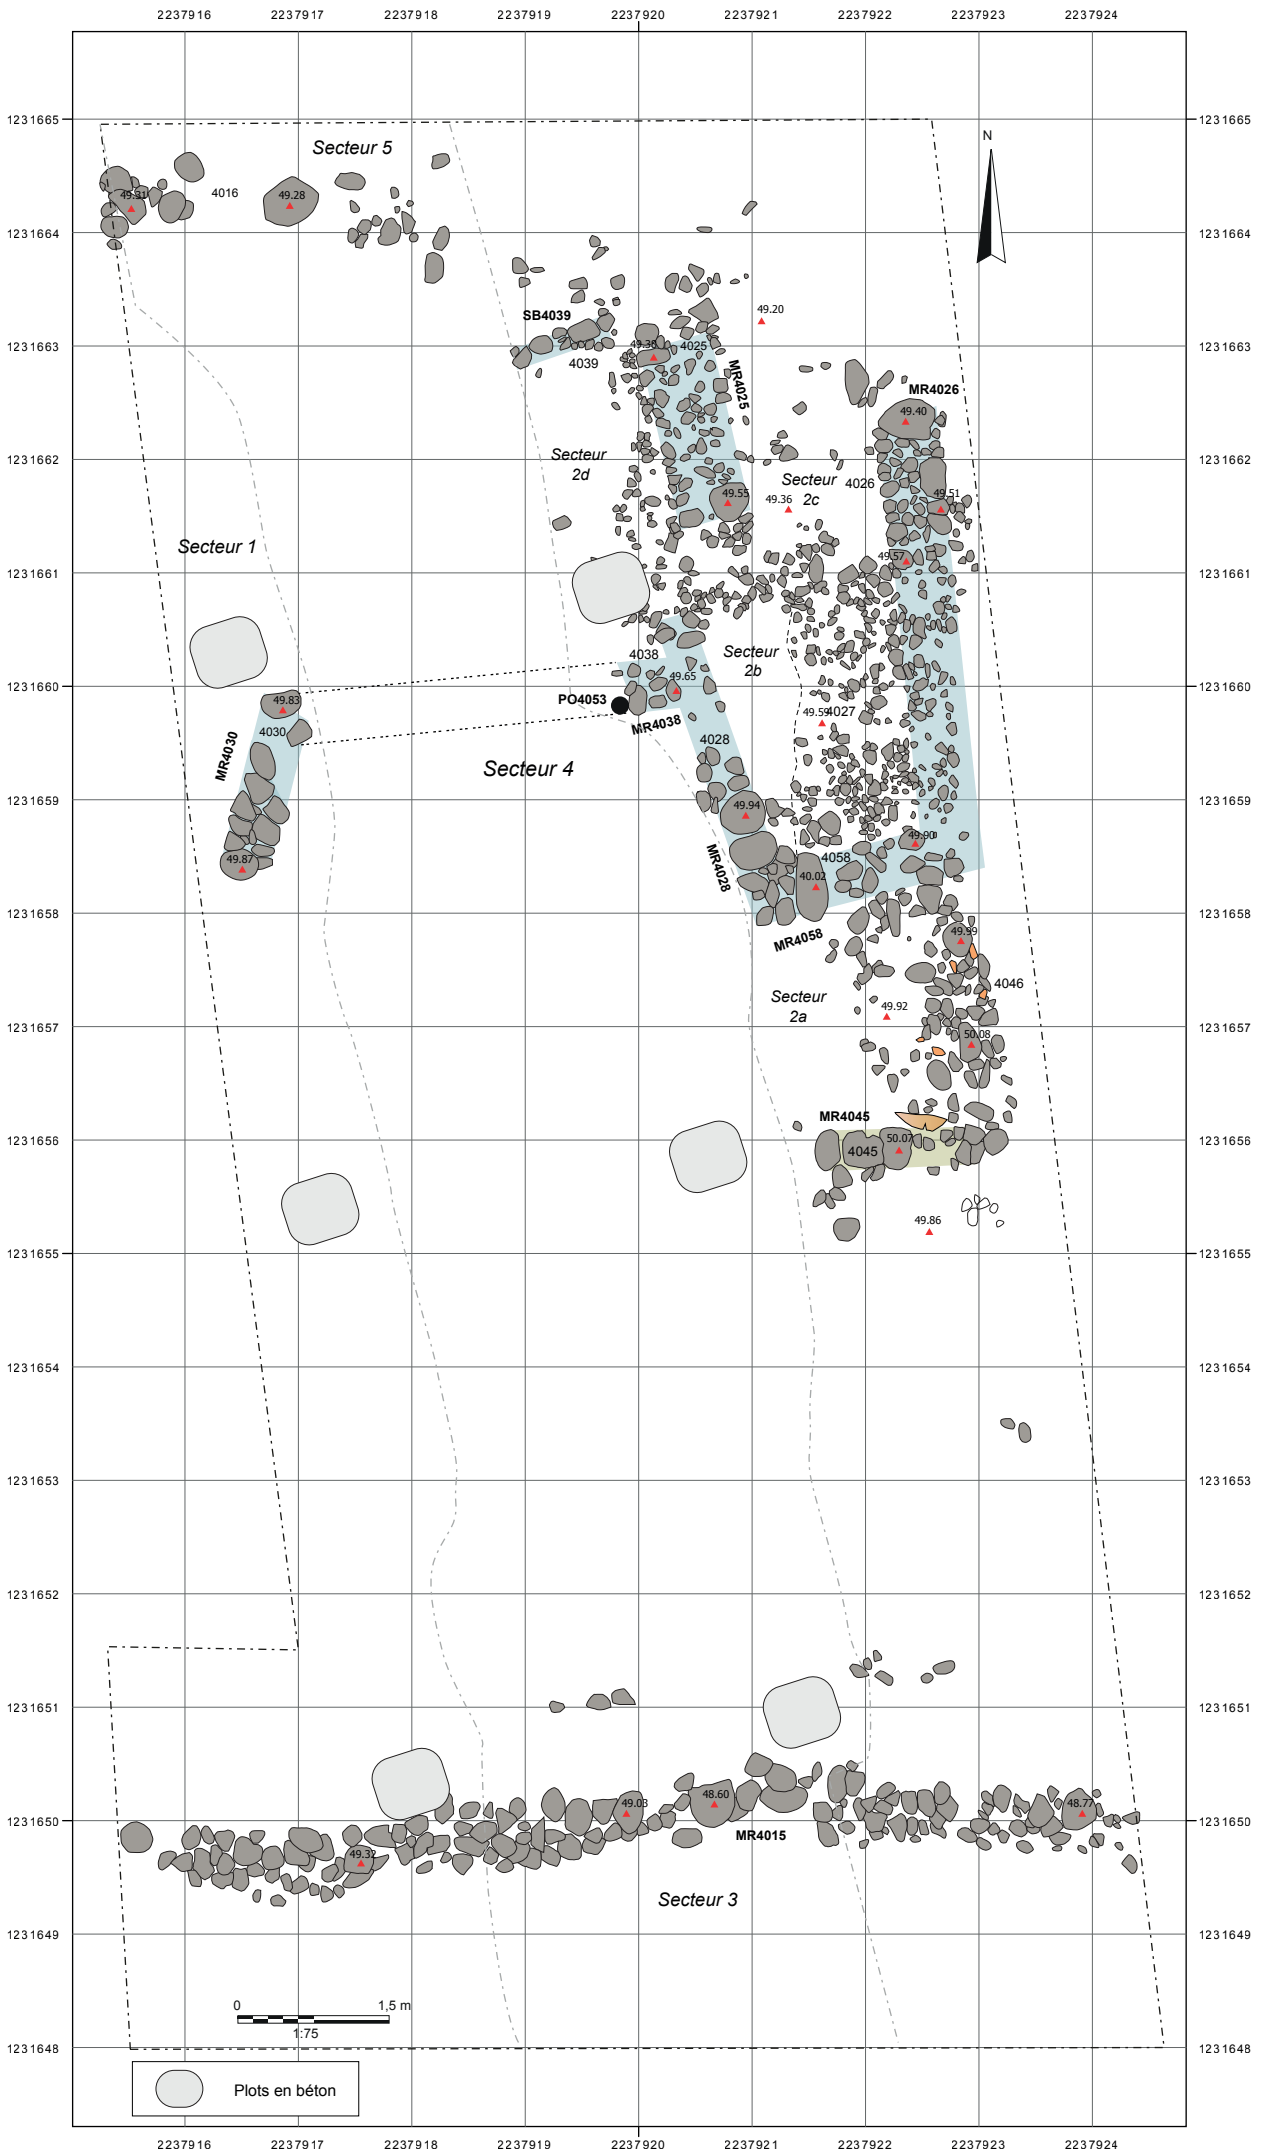 2237916 2237917 2237918 2237919 2237920 2237921 2237922 2237923 2237924
1231665 1231665
N
Secteur 5
49.31 4016 49.28
1231664 1231664
49.20
SB4039
1231663 49.38 4025 1231663
4039
MR4025
MR4026
49.40
Secteur
2d
1231662 1231662
Secteur
2c
4026
49.55 49.36 49.51
Secteur 1
49.57
1231661 1231661
4038
Secteur
2b
49.65
1231660 1231660
PO4053
49.83
49.59 4027
MR4038
4030
MR4030
4028
Secteur 4
1231659 49.94 1231659
49.90
49.87
MR4028
4058
40.02
1231658 1231658
MR4058
49.99
4046
Secteur
2a
49.92
1231657 1231657
50.08
MR4045
1231656 50.07 1231656
4045
49.86
1231655 1231655
1231654 1231654
1231653 1231653
1231652 1231652
1231651 1231651
49.03 48.60 48.77
1231650 MR4015 1231650
49.32
Secteur 3
1231649 1231649
0 1,5 m
1:75
1231648 1231648
Plots en béton
2237916 2237917 2237918 2237919 2237920 2237921 2237922 2237923 2237924